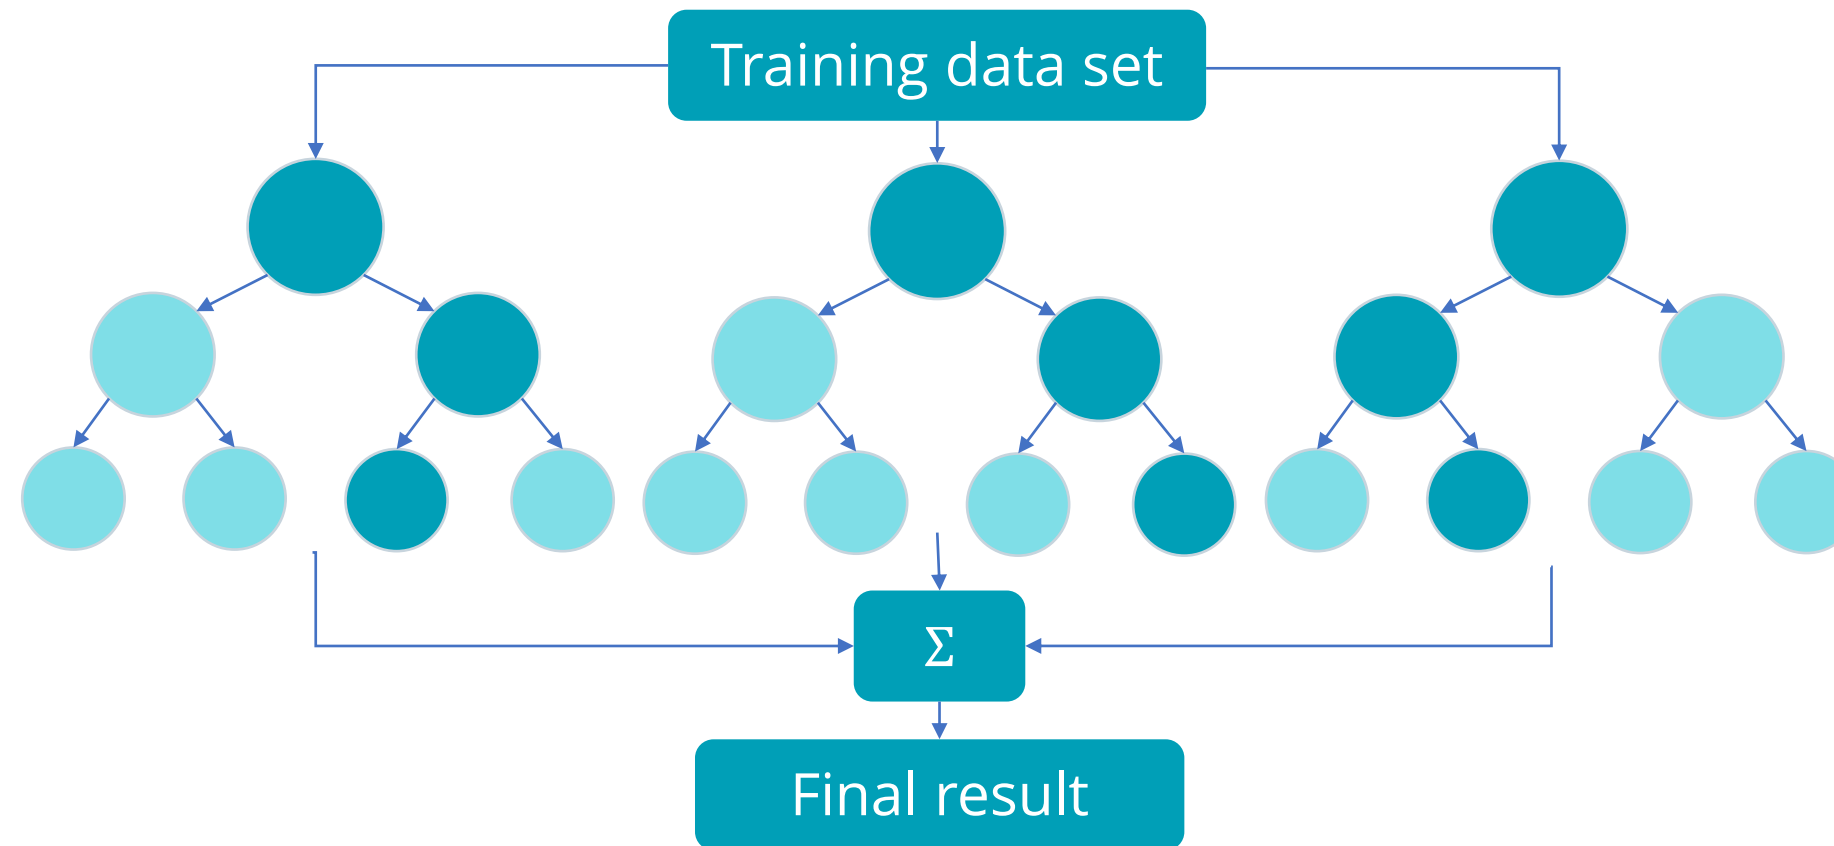 Training data set
Σ
Final result